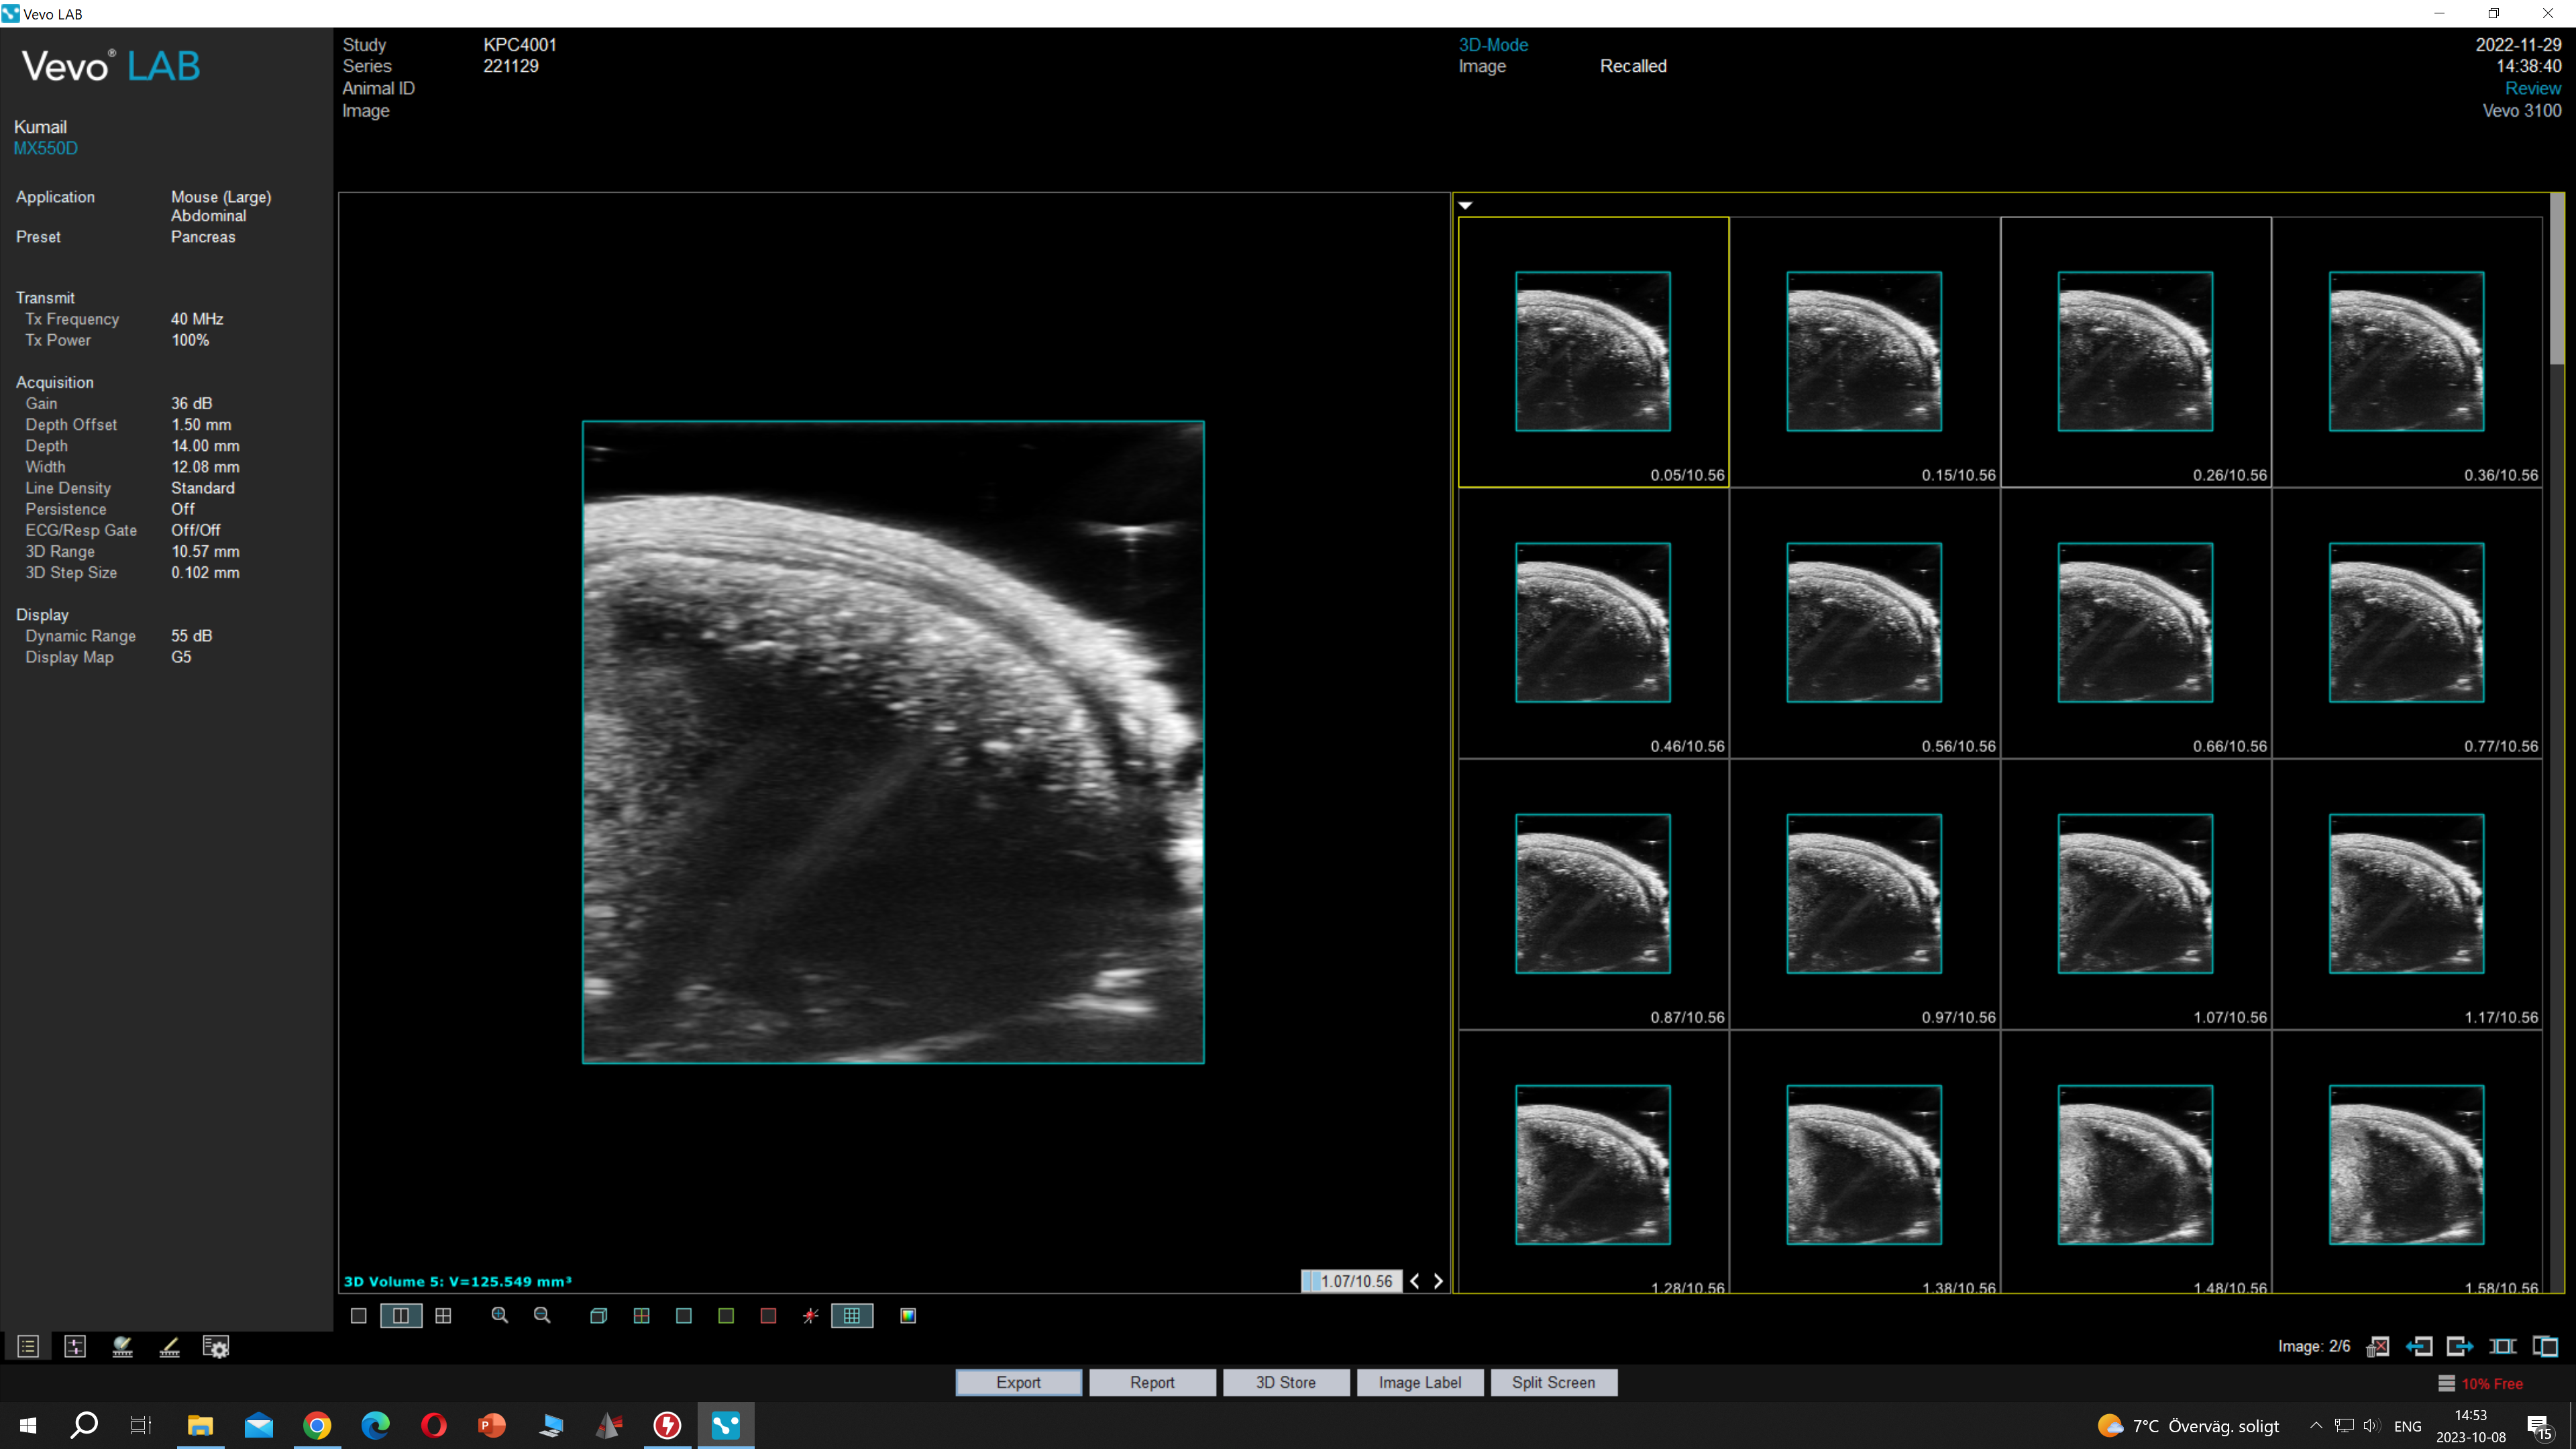 Vevo LAB
Vevo® LAB
Study KPC4001
Series 221129
Animal ID
Image
3D-Mode
Image Recalled
2022-11-29
14:38:40
Review
Vevo 3100
Kumail
MX550D
Application Mouse (Large)
Abdominal
Preset Pancreas
Transmit
Tx Frequency 40 MHz
Tx Power 100%
Acquisition
Gain 36 dB
Depth Offset 1.50 mm
Depth 14.00 mm
Width 12.08 mm
Line Density Standard
Persistence Off
ECG/Resp Gate Off/Off
3D Range 10.57 mm
3D Step Size 0.102 mm
Display
Dynamic Range 55 dB
Display Map G5
3D Volume 5: V=125.549 mm³
1.07/10.56
0.05/10.56 0.15/10.56 0.26/10.56 0.36/10.56
0.46/10.56 0.56/10.56 0.66/10.56 0.77/10.56
0.87/10.56 0.97/10.56 1.07/10.56 1.17/10.56
1.28/10.56 1.38/10.56 1.48/10.56 1.58/10.56
Image: 2/6
Export Report 3D Store Image Label Split Screen
10% Free
7°C Överväg. soligt
ENG
14:53
2023-10-08
15